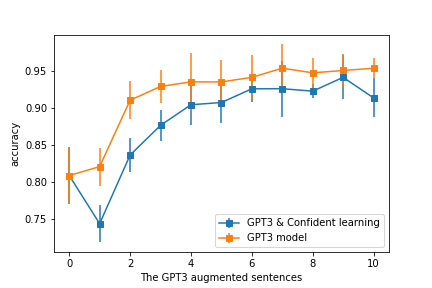 0.95
0.90
0.85
0.80
0.75
accuracy
GPT3 & Confident learning
GPT3 model
0 2 4 6 8 10
The GPT3 augmented sentences